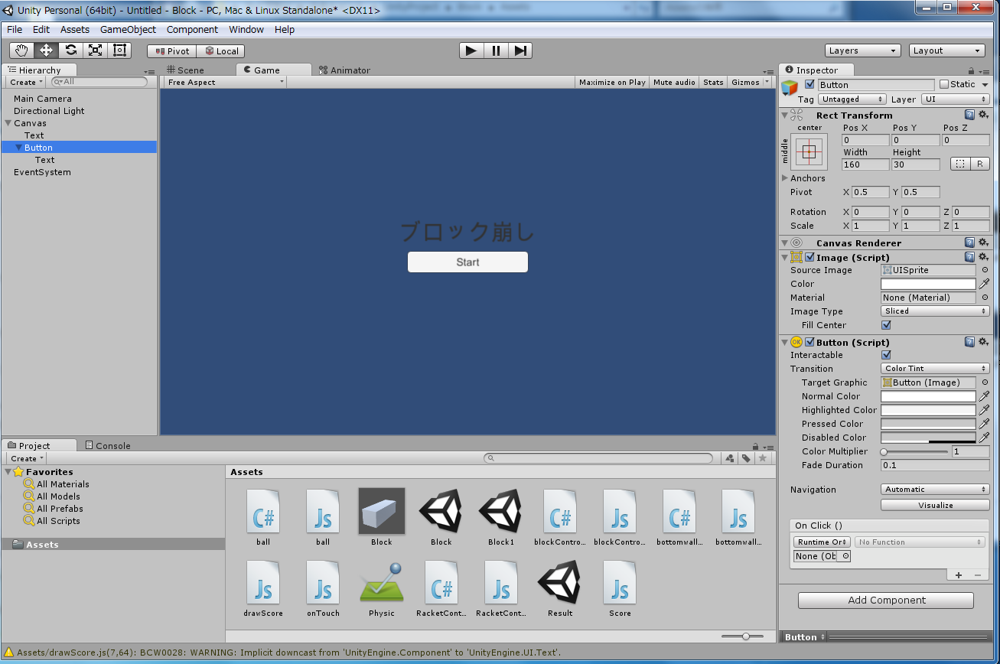 Unity Personal (64bit) - Untitled - Block - PC, Mac & Linux Standalone* <DX11>
File Edit Assets GameObject Component Window Help
Pivot Local Layers Layout
Hierarchy
Create All
Main Camera
Directional Light
Canvas
Text
Button
Text
EventSystem
Scene Game Animator
Free Aspect Maximize on Play Mute audio Stats Gizmos
ブロック崩し
Start
Inspector
Button Static
Tag Untagged Layer UI
Rect Transform
center Pos X Pos Y Pos Z
middle 0 0 0
Width Height
160 30 R
Anchors
Pivot X 0.5 Y 0.5
Rotation X 0 Y 0 Z 0
Scale X 1 Y 1 Z 1
Canvas Renderer
Image (Script)
Source Image UISprite
Color
Material None (Material)
Image Type Sliced
Fill Center
OK Button (Script)
Interactable
Transition Color Tint
Target Graphic Button (Image)
Normal Color
Highlighted Color
Pressed Color
Disabled Color
Color Multiplier 1
Fade Duration 0.1
Navigation Automatic
Visualize
On Click ()
Runtime Or No Function
None (Ob
+ −
Add Component
Button
Project Console
Create
Favorites
All Materials
All Models
All Prefabs
All Scripts
Assets
Assets
C# Js C# Js C# Js
ball ball Block Block Block1 blockContro... blockContro... bottomwall... bottomwall...
Js Js C# Js Js
drawScore onTouch Physic RacketCont... RacketCont... Result Score
Assets/drawScore.js(7,64): BCW0028: WARNING: Implicit downcast from 'UnityEngine.Component' to 'UnityEngine.UI.Text'.